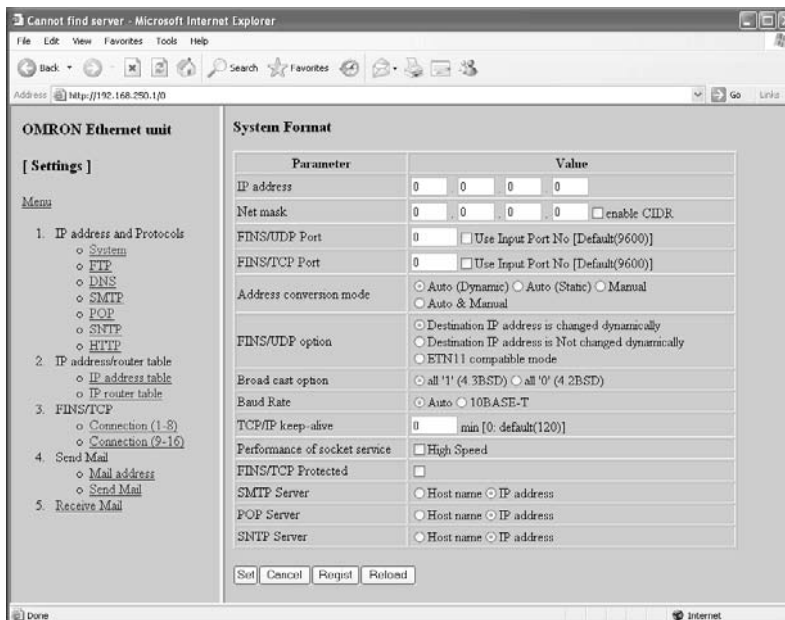 Cannot find server - Microsoft Internet Explorer
File Edit View Favorites Tools Help
Back Search Favorites
Address http://192.168.250.1/0 Go Links
OMRON Ethernet unit
[ Settings ]
Menu
1. IP address and Protocols
System
FTP
DNS
SMTP
POP
SNTP
HTTP
2. IP address/router table
IP address table
IP router table
3. FINS/TCP
Connection (1-8)
Connection (9-16)
4. Send Mail
Mail address
Send Mail
5. Receive Mail
System Format
Parameter Value
IP address 0 . 0 . 0 . 0
Net mask 0 . 0 . 0 . 0 enable CIDR
FINS/UDP Port 0 Use Input Port No [Default(9600)]
FINS/TCP Port 0 Use Input Port No [Default(9600)]
Address conversion mode Auto (Dynamic) Auto (Static) Manual
Auto & Manual
FINS/UDP option Destination IP address is changed dynamically
Destination IP address is Not changed dynamically
ETN11 compatible mode
Broad cast option all '1' (4.3BSD) all '0' (4.2BSD)
Baud Rate Auto 10BASE-T
TCP/IP keep-alive 0 min [0: default(120)]
Performance of socket service High Speed
FINS/TCP Protected
SMTP Server Host name IP address
POP Server Host name IP address
SNTP Server Host name IP address
Set Cancel Regist Reload
Done Internet